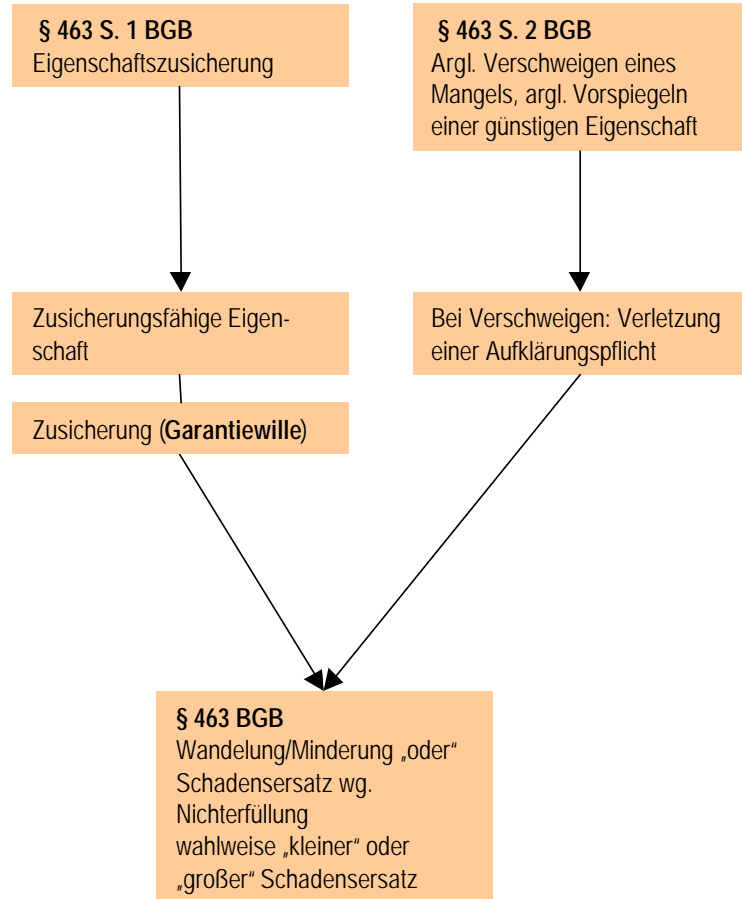 § 463 S. 1 BGB
Eigenschaftszusicherung
§ 463 S. 2 BGB
Argl. Verschweigen eines
Mangels, argl. Vorspiegeln
einer günstigen Eigenschaft
Zusicherungsfähige Eigen-
schaft
Bei Verschweigen: Verletzung
einer Aufklärungspflicht
Zusicherung (Garantiewille)
§ 463 BGB
Wandelung/Minderung „oder“
Schadensersatz wg.
Nichterfüllung
wahlweise „kleiner“ oder
„großer“ Schadensersatz